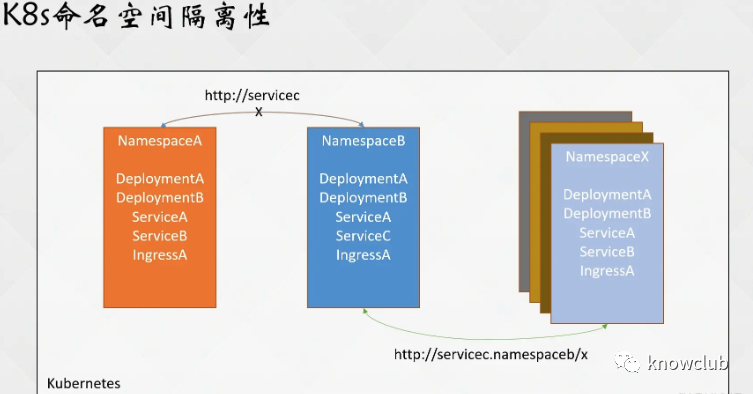 K8s命名空间隔离性
http://servicec
X
NamespaceA
DeploymentA
DeploymentB
ServiceA
ServiceB
IngressA
NamespaceB
DeploymentA
DeploymentB
ServiceA
ServiceC
IngressA
NamespaceX
DeploymentA
DeploymentB
ServiceA
ServiceB
IngressA
http://servicec.namespaceb/x
Kubernetes
knowclub